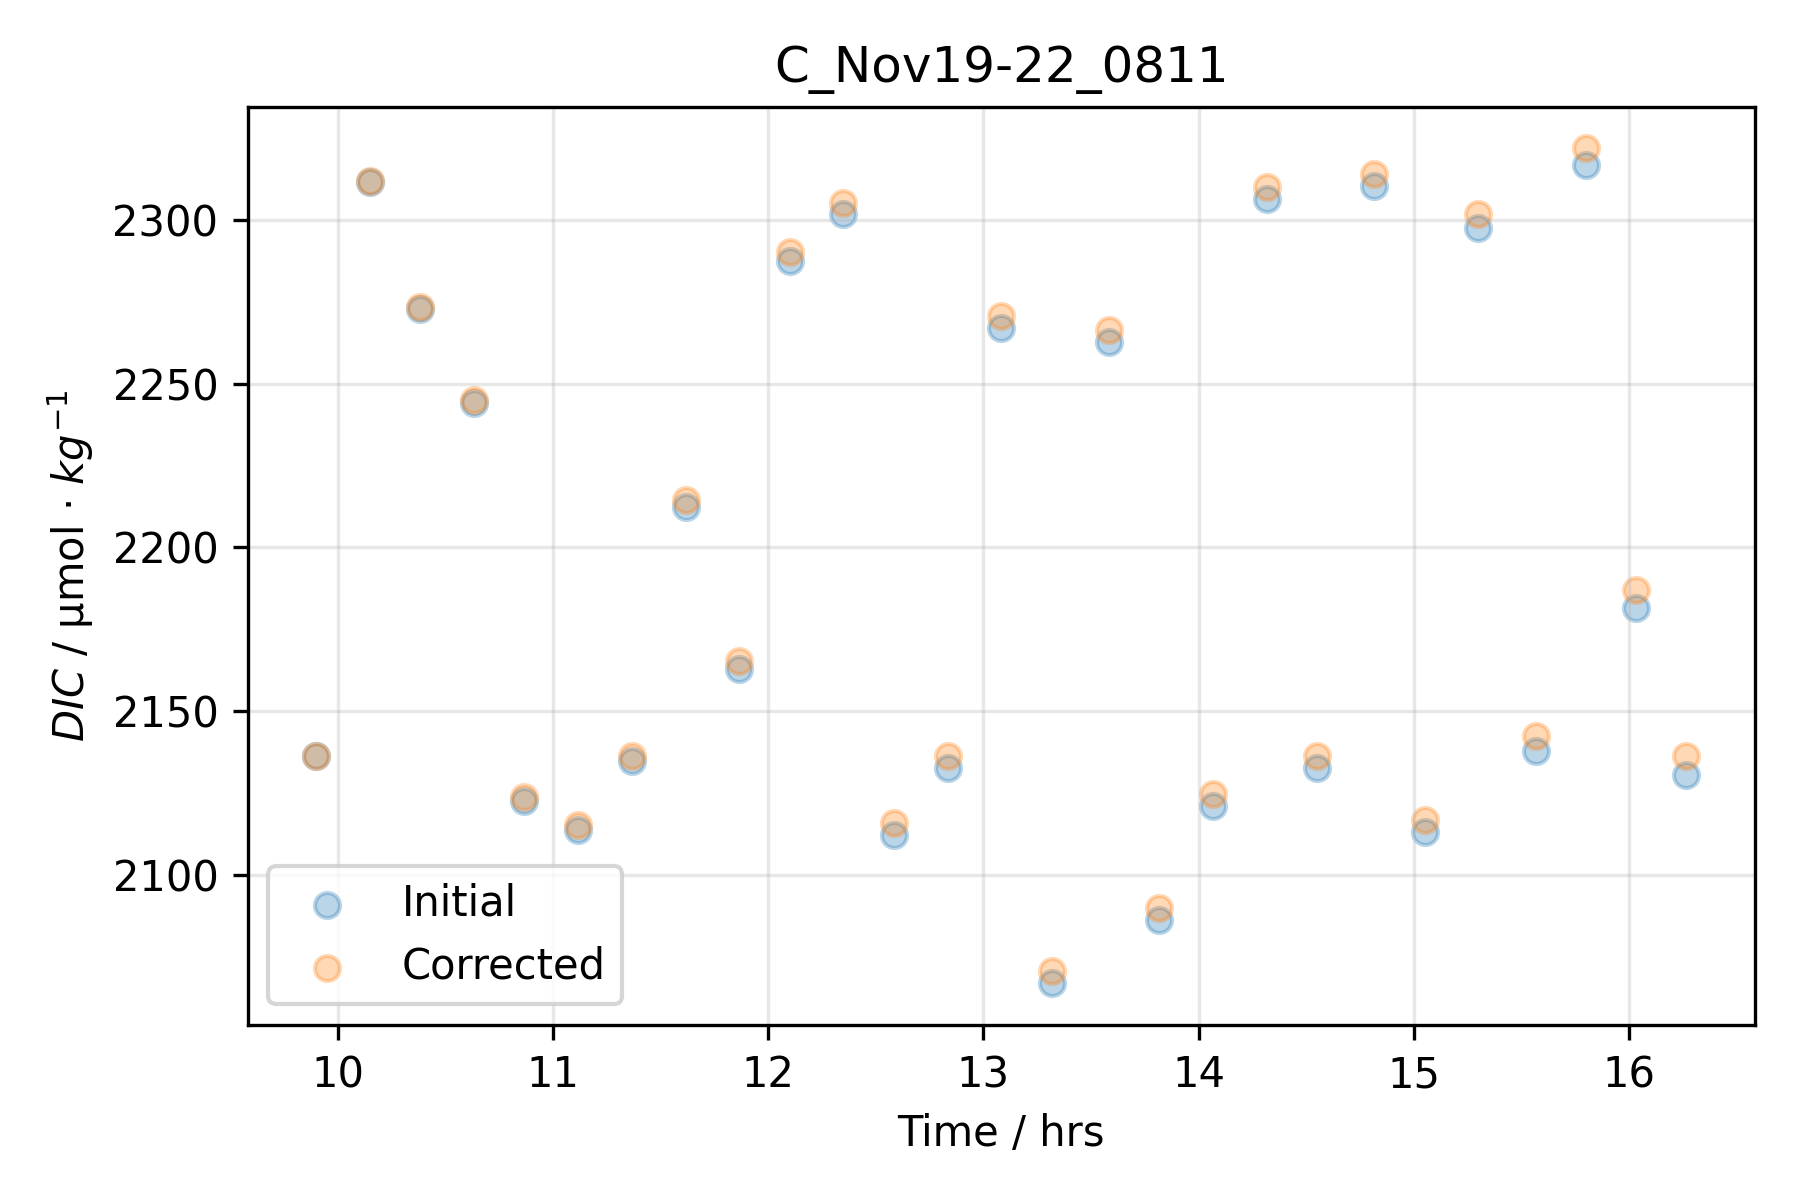 C_Nov19-22_0811
DIC / µmol · kg⁻¹
2300
2250
2200
2150
2100
Initial
Corrected
10 11 12 13 14 15 16
Time / hrs